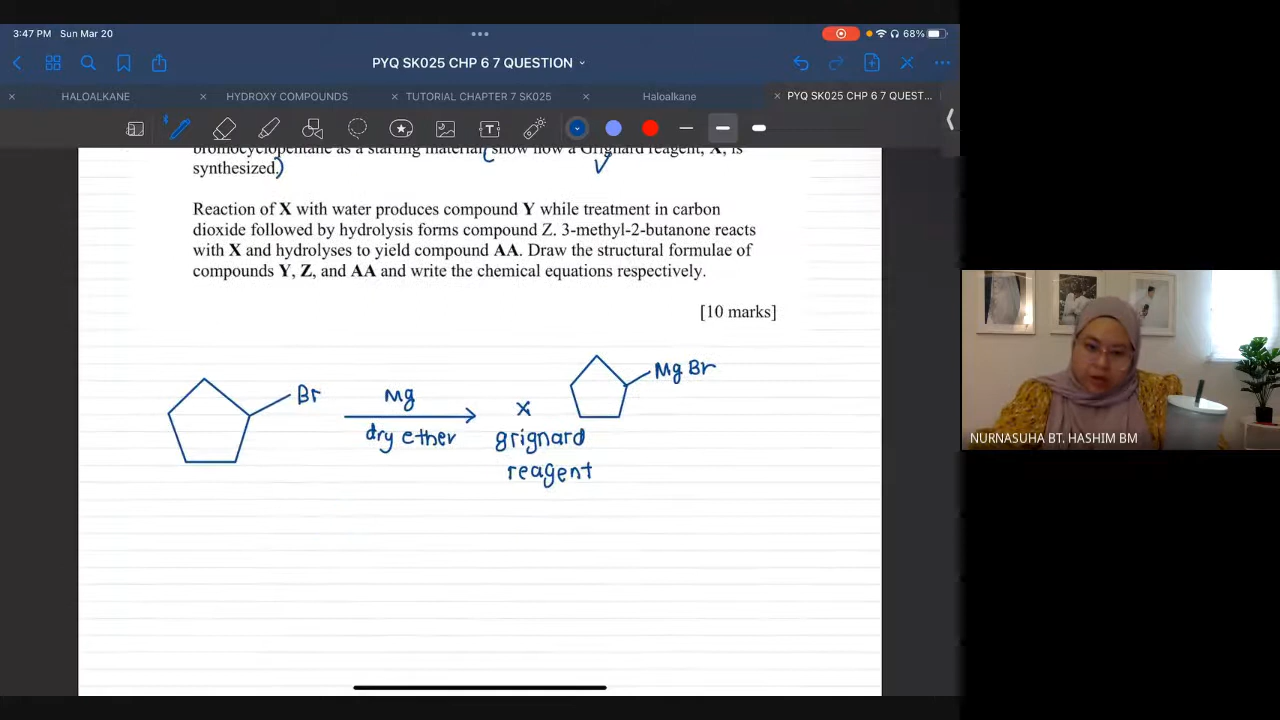 3:47 PM Sun Mar 20
68%
PYQ SK025 CHP 6 7 QUESTION
HALOALKANE
HYDROXY COMPOUNDS
TUTORIAL CHAPTER 7 SK025
Haloalkane
PYQ SK025 CHP 6 7 QUEST...
bromocyclopentane as a starting material (show how a Grignard reagent, X, is
synthesized.)
Reaction of X with water produces compound Y while treatment in carbon
dioxide followed by hydrolysis forms compound Z. 3-methyl-2-butanone reacts
with X and hydrolyses to yield compound AA. Draw the structural formulae of
compounds Y, Z, and AA and write the chemical equations respectively.
[10 marks]
Br
Mg
dry ether
X
grignard
reagent
Mg Br
NURNASUHA BT. HASHIM BM